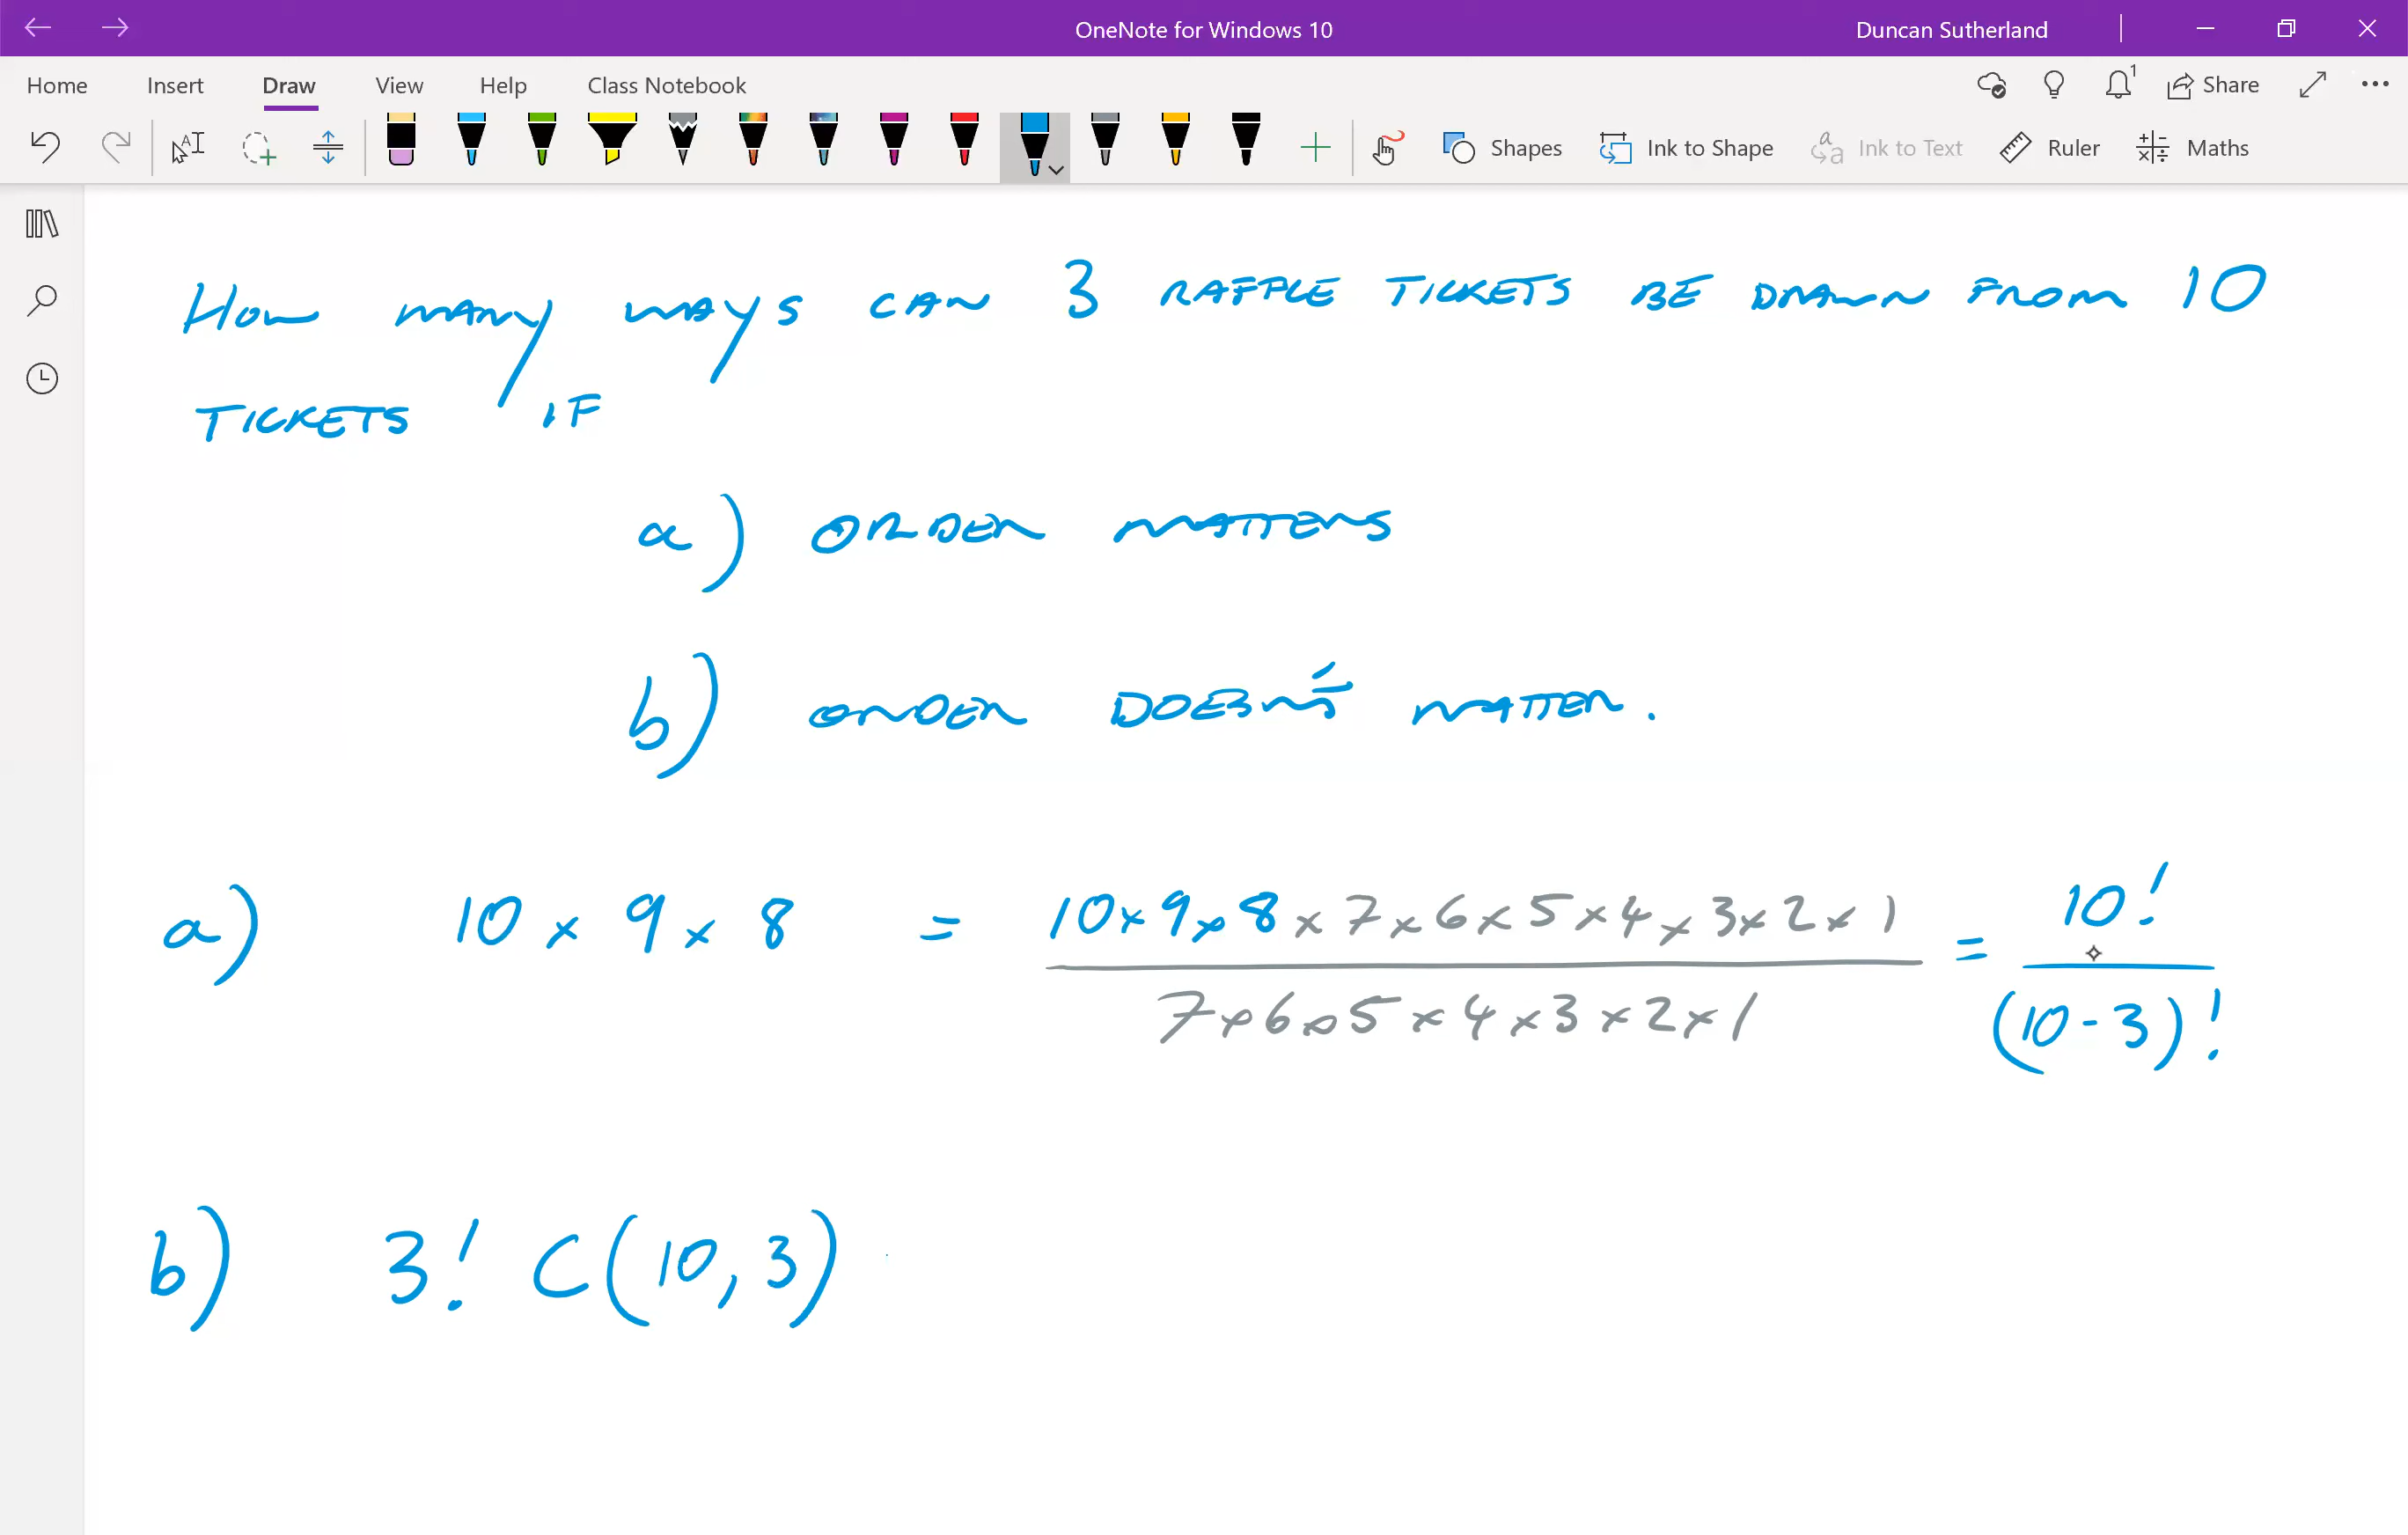 OneNote for Windows 10
Duncan Sutherland
Home Insert Draw View Help Class Notebook
1 Share
Shapes Ink to Shape Ink to Text Ruler Maths
HOW MANY WAYS CAN 3 RAFFLE TICKETS BE DRAWN FROM 10
TICKETS IF
a) ORDER MATTERS
b) ORDER DOESN'T MATTER.
a) 10 × 9 × 8 = 10×9×8×7×6×5×4×3×2×1 / 7×6×5×4×3×2×1 = 10! / (10-3)!
b) 3! C(10,3)